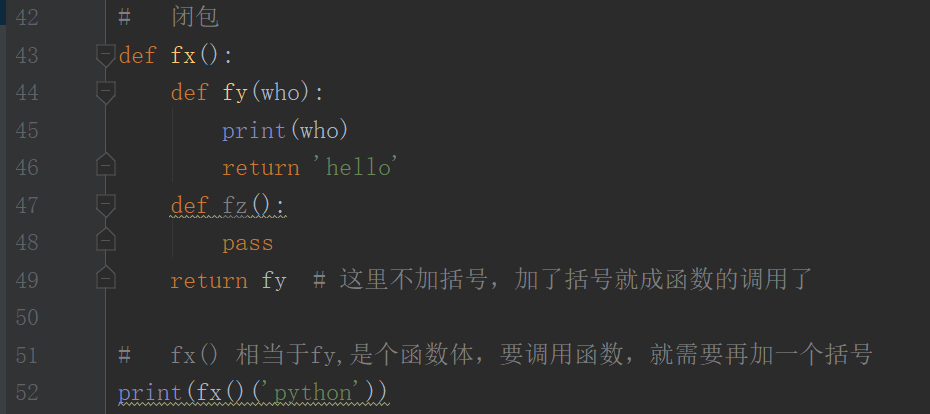 42 #   闭包
43 def fx():
44     def fy(who):
45         print(who)
46         return 'hello'
47     def fz():
48         pass
49     return fy  # 这里不加括号，加了括号就成函数的调用了
50
51 #   fx() 相当于fy,是个函数体，要调用函数，就需要再加一个括号
52 print(fx()('python'))